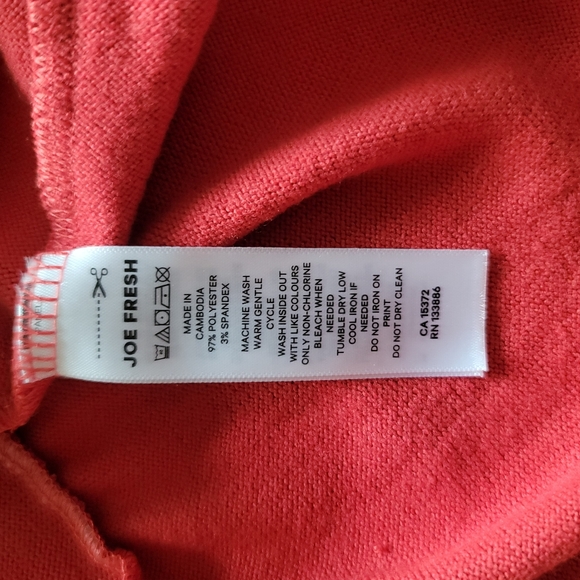 JOE FRESH
MADE IN
CAMBODIA
97% POLYESTER
3% SPANDEX
MACHINE WASH
WARM GENTLE
CYCLE
WASH INSIDE OUT
WITH LIKE COLOURS
ONLY NON-CHLORINE
BLEACH WHEN
NEEDED
TUMBLE DRY LOW
COOL IRON IF
NEEDED
DO NOT IRON ON
PRINT
DO NOT DRY CLEAN
CA 15372
RN 133886